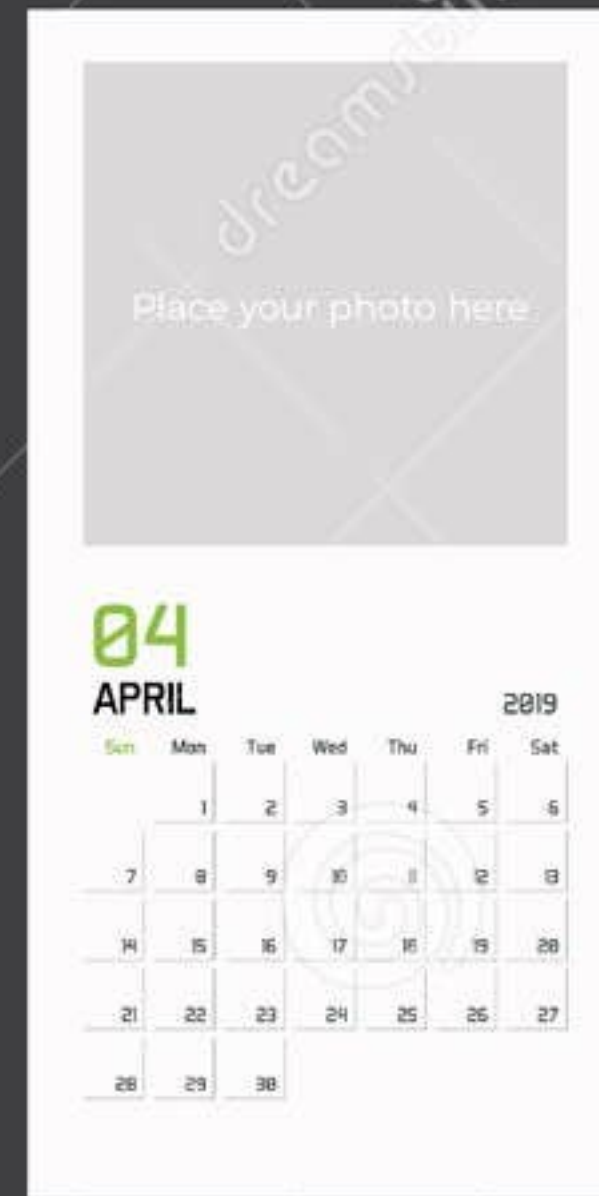 dreamstim
Place your photo here
04
APRIL
2019
Sun Mon Tue Wed Thu Fri Sat
1 2 3 4 5 6
7 8 9 10 11 12 13
14 15 16 17 18 19 20
21 22 23 24 25 26 27
28 29 30